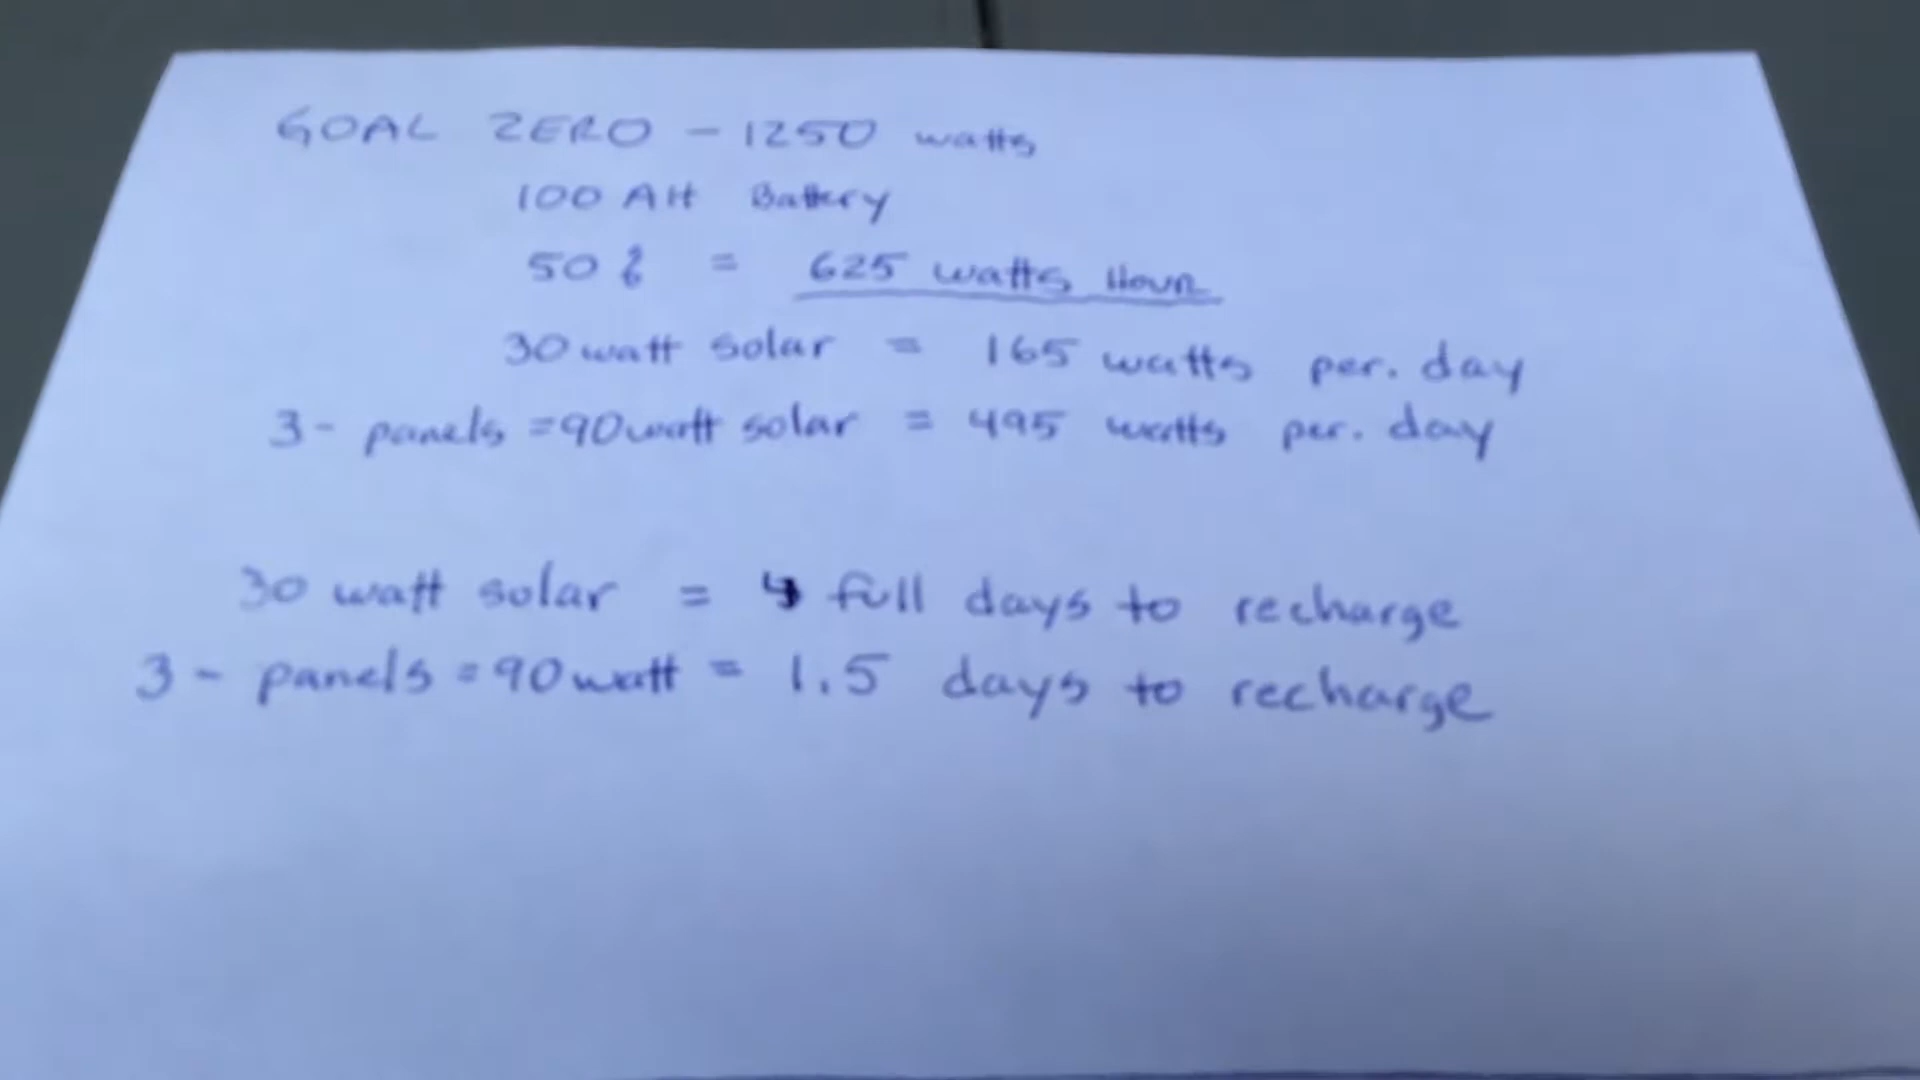 GOAL ZERO - 1250 watts
100 AH Battery
50 % = 625 watts Hour
30 watt solar = 165 watts per. day
3 - panels = 90 watt solar = 495 watts per. day
30 watt solar = 4 full days to recharge
3 - panels = 90 watt = 1.5 days to recharge